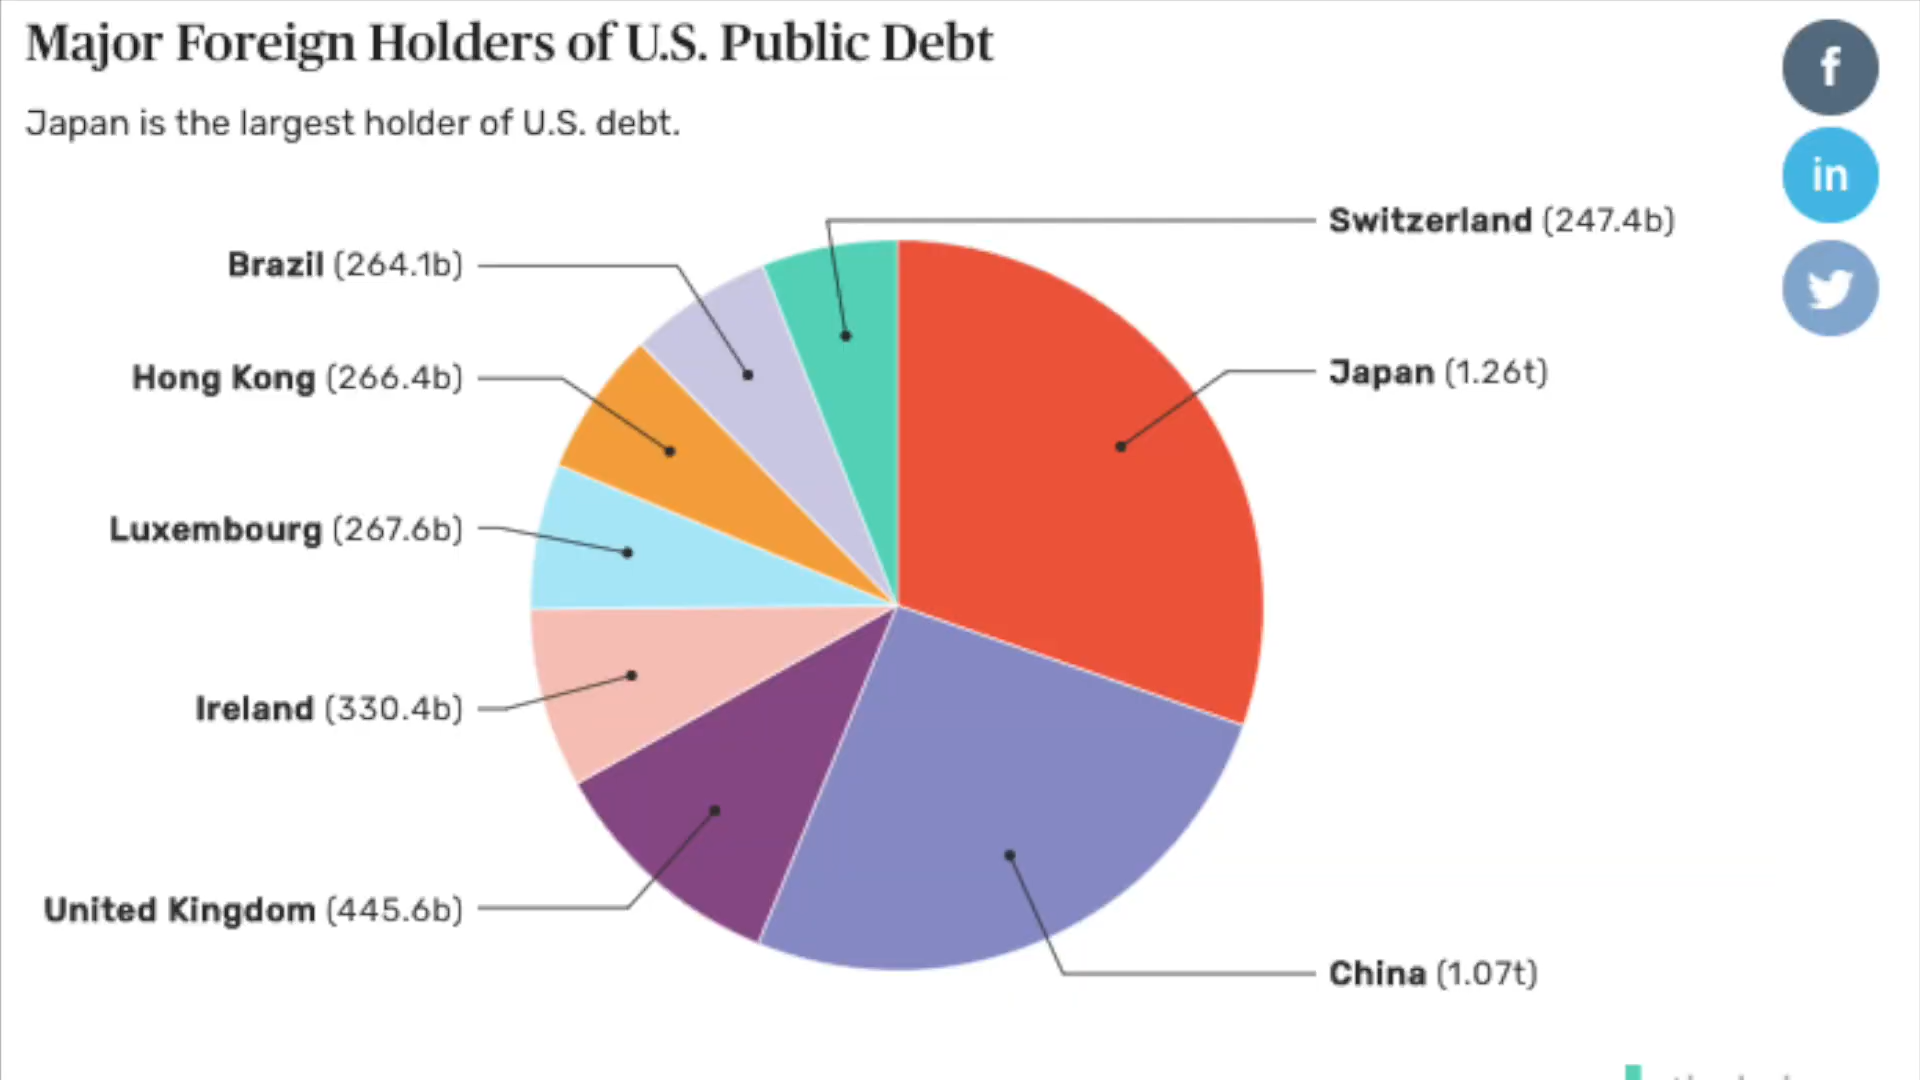 Major Foreign Holders of U.S. Public Debt
Japan is the largest holder of U.S. debt.
Switzerland (247.4b)
Brazil (264.1b)
Japan (1.26t)
Hong Kong (266.4b)
Luxembourg (267.6b)
Ireland (330.4b)
United Kingdom (445.6b)
China (1.07t)
f
in